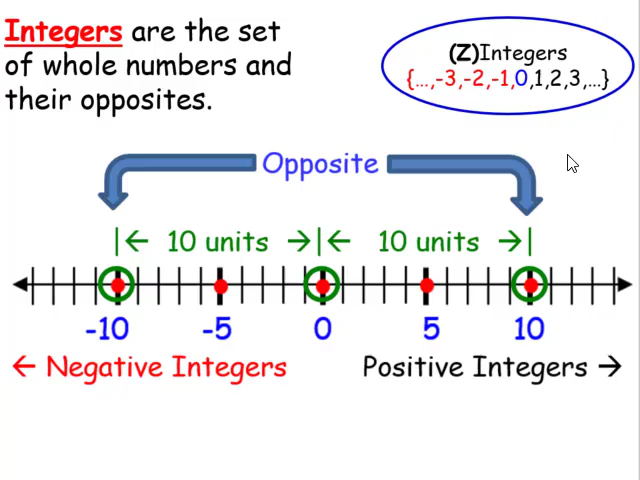 Integers are the set
of whole numbers and
their opposites.
(Z)Integers
{...,-3,-2,-1,0,1,2,3,...}
Opposite
|← 10 units →|← 10 units →|
-10 -5 0 5 10
← Negative Integers Positive Integers →